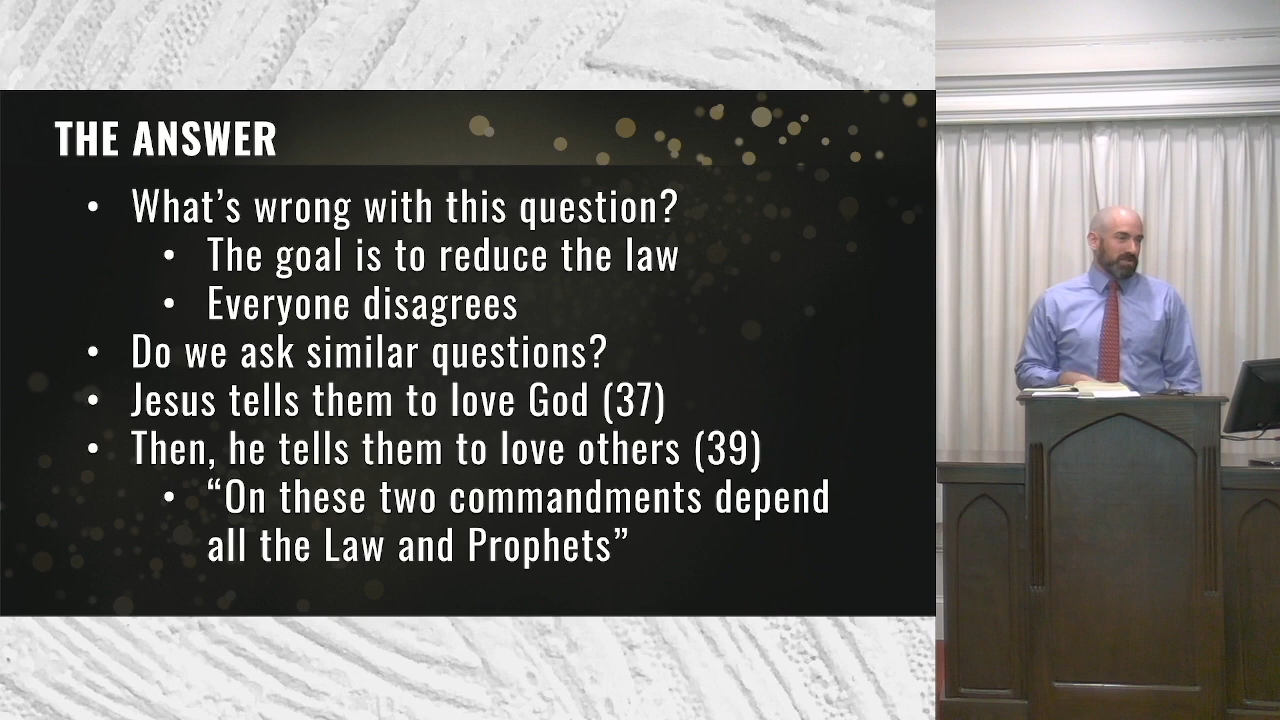 THE ANSWER
• What’s wrong with this question?
• The goal is to reduce the law
• Everyone disagrees
• Do we ask similar questions?
• Jesus tells them to love God (37)
• Then, he tells them to love others (39)
• “On these two commandments depend
all the Law and Prophets”